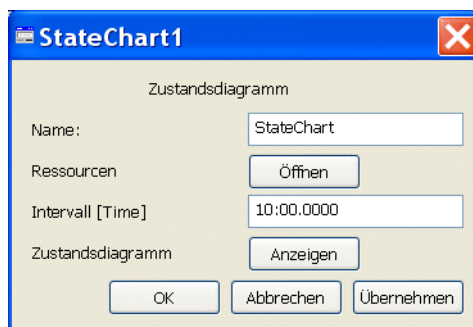 StateChart1
Zustandsdiagramm
Name: StateChart
Ressourcen Öffnen
Intervall [Time] 10:00.0000
Zustandsdiagramm Anzeigen
OK Abbrechen Übernehmen